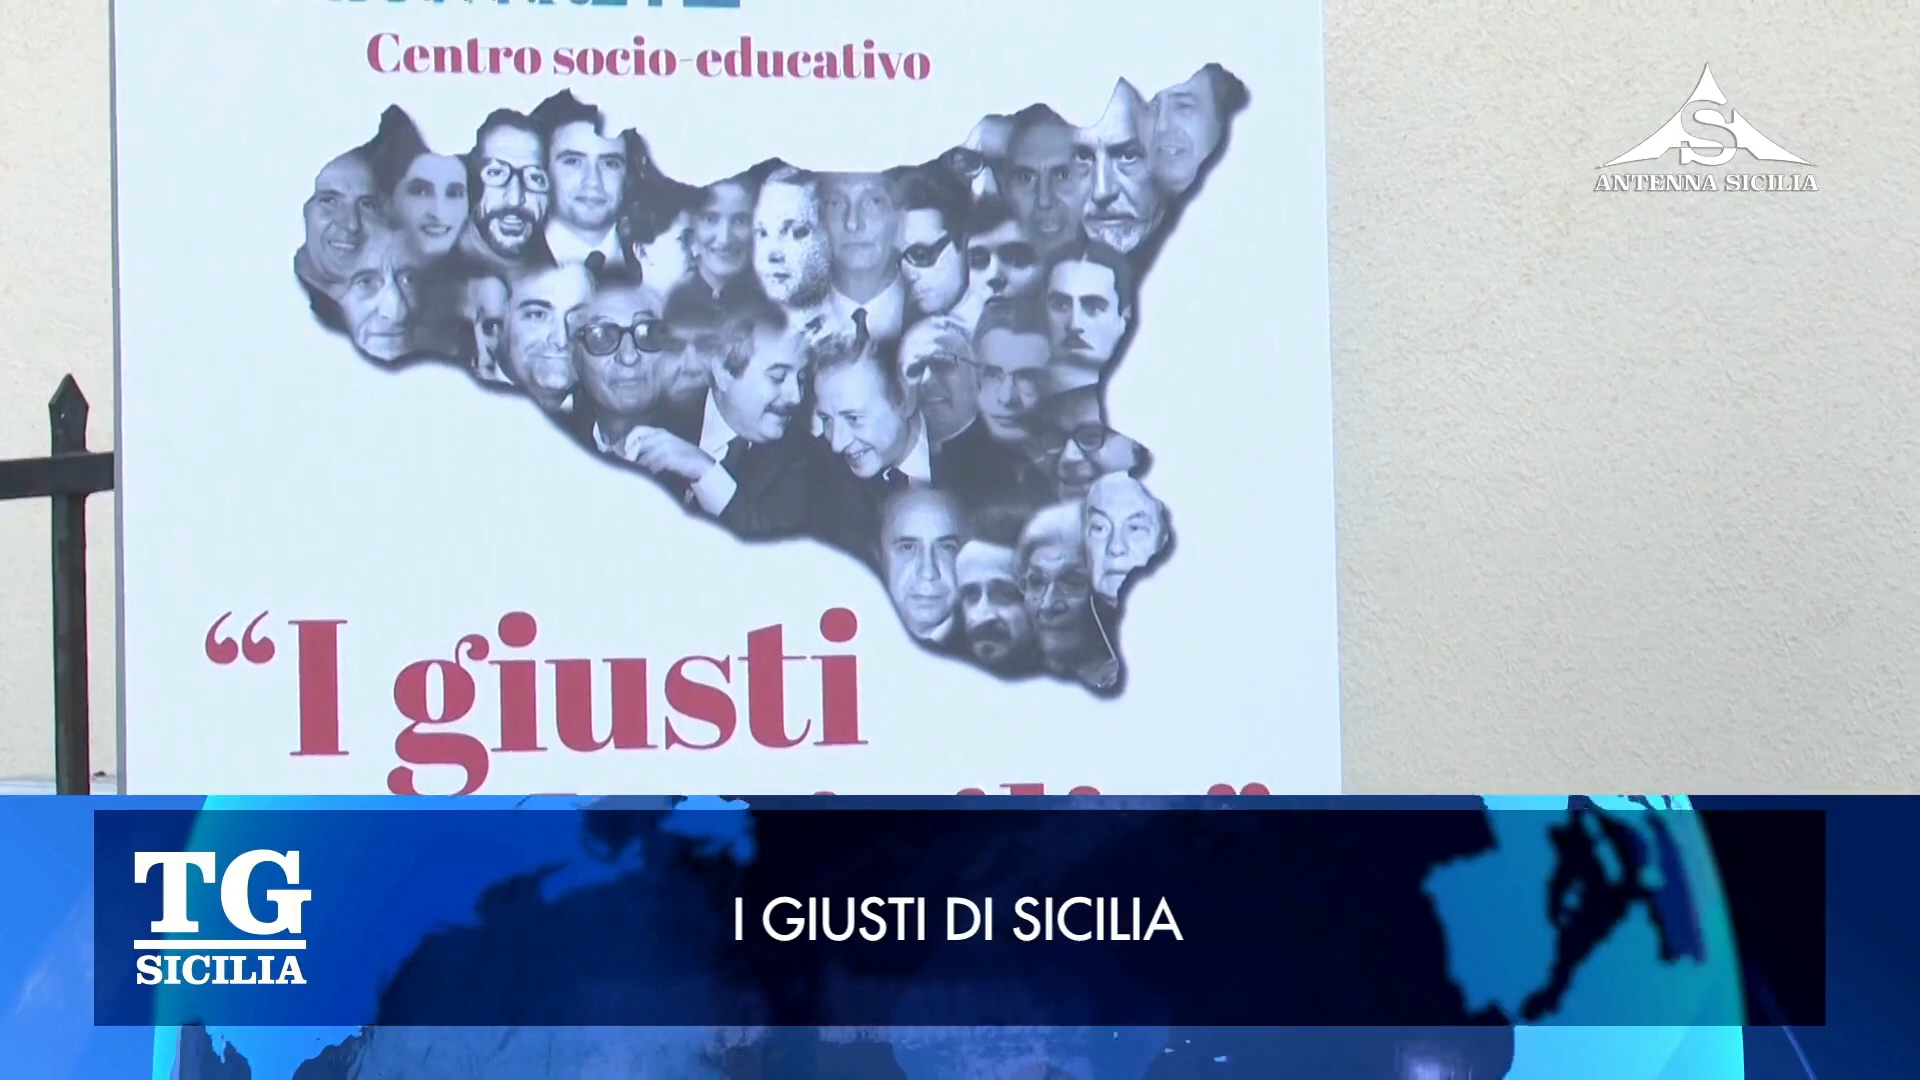 Centro socio-educativo
S
ANTENNA SICILIA
“I giusti
TG
SICILIA
I GIUSTI DI SICILIA